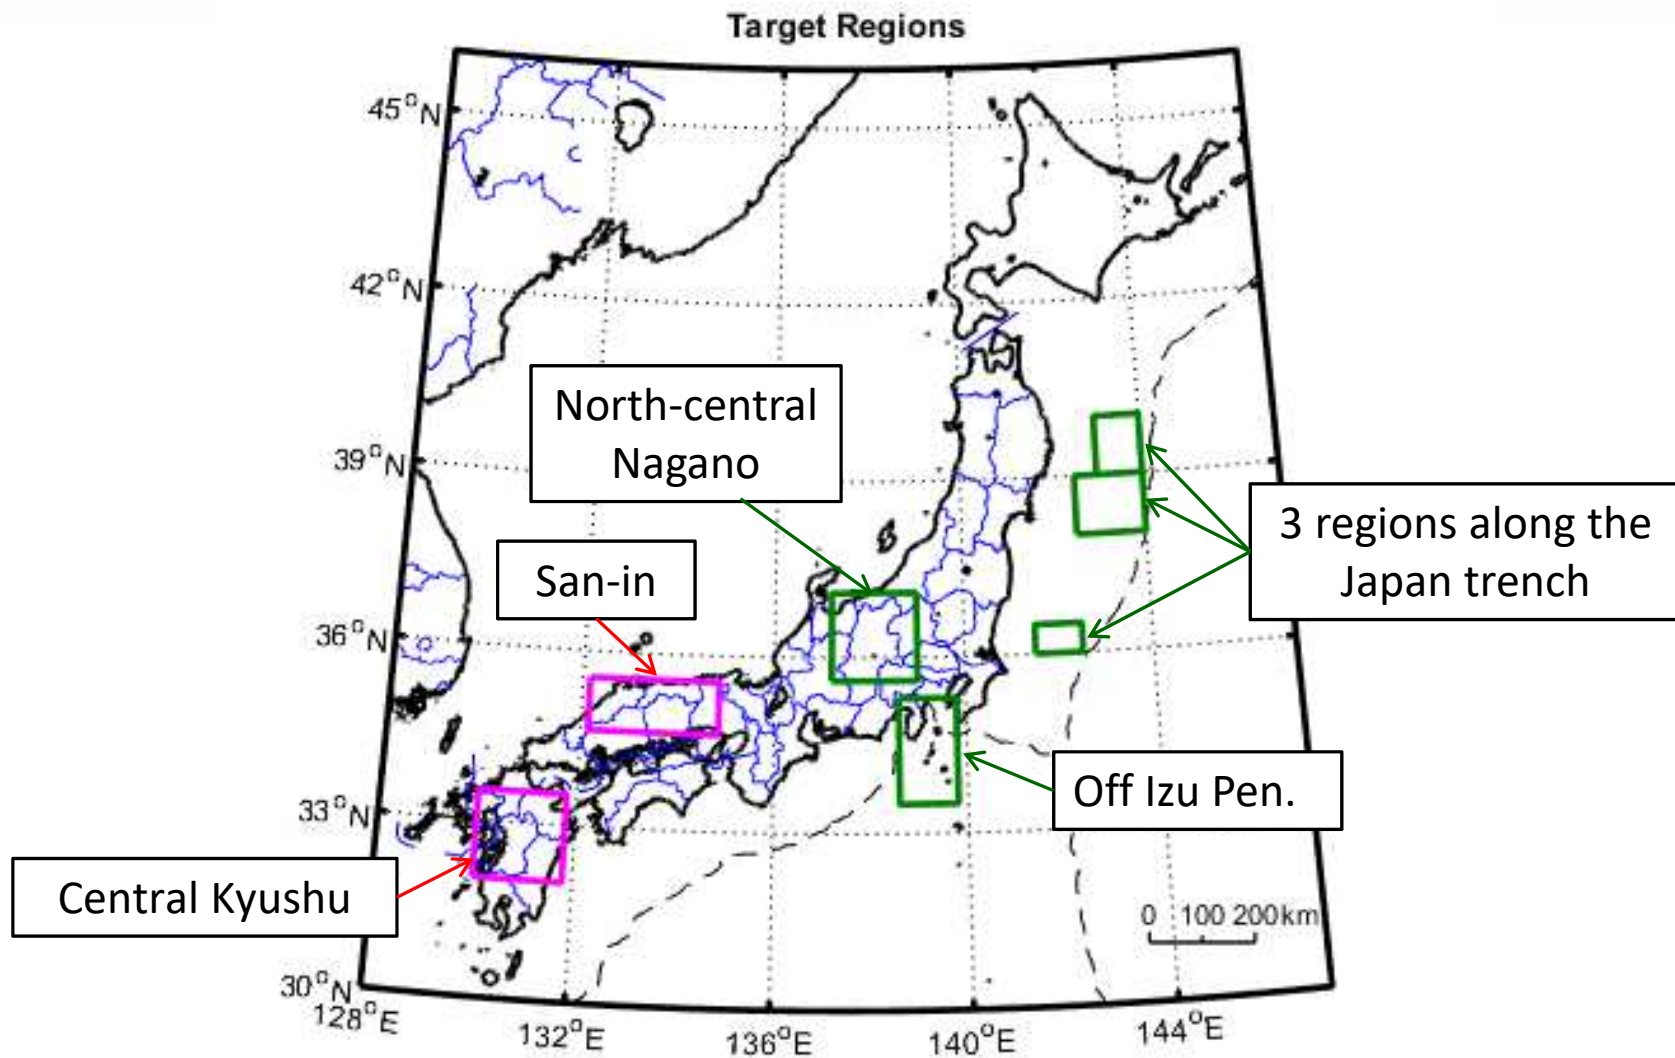 Target Regions
45°N
42°N
39°N
36°N
33°N
30°N
128°E
132°E
136°E
140°E
144°E
North-central
Nagano
San-in
Central Kyushu
3 regions along the
Japan trench
Off Izu Pen.
0 100 200km